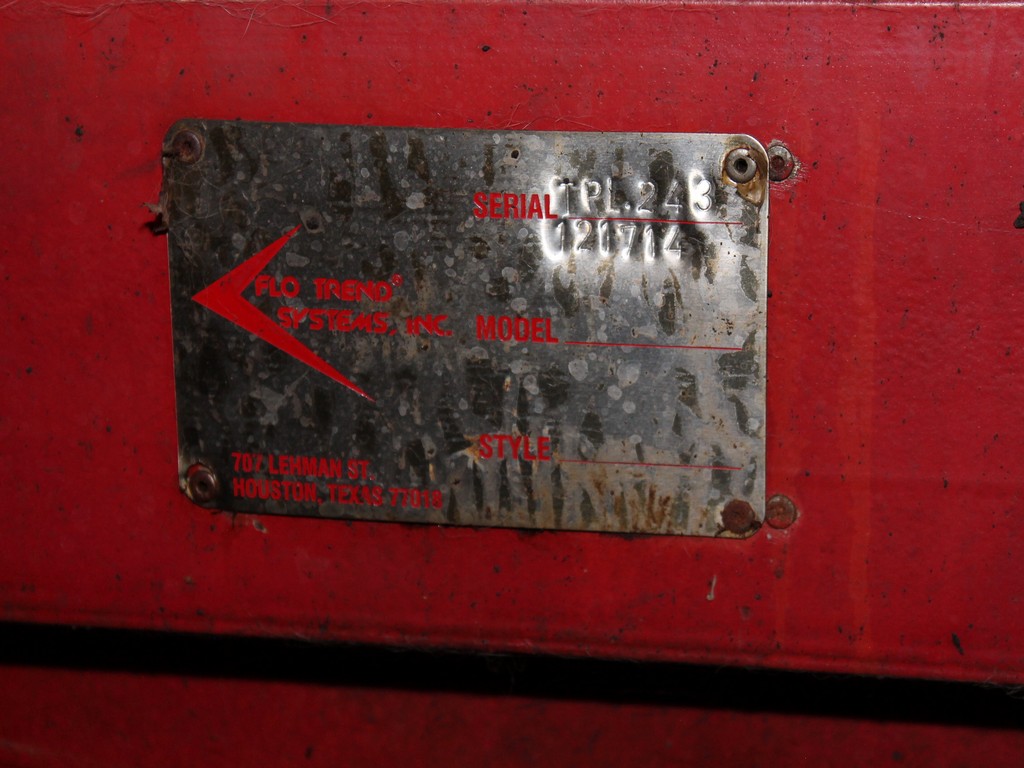 SERIAL TPL.243
121714
FLO TREND®
SYSTEMS, INC.
MODEL
STYLE
707 LEHMAN ST.
HOUSTON, TEXAS 77018